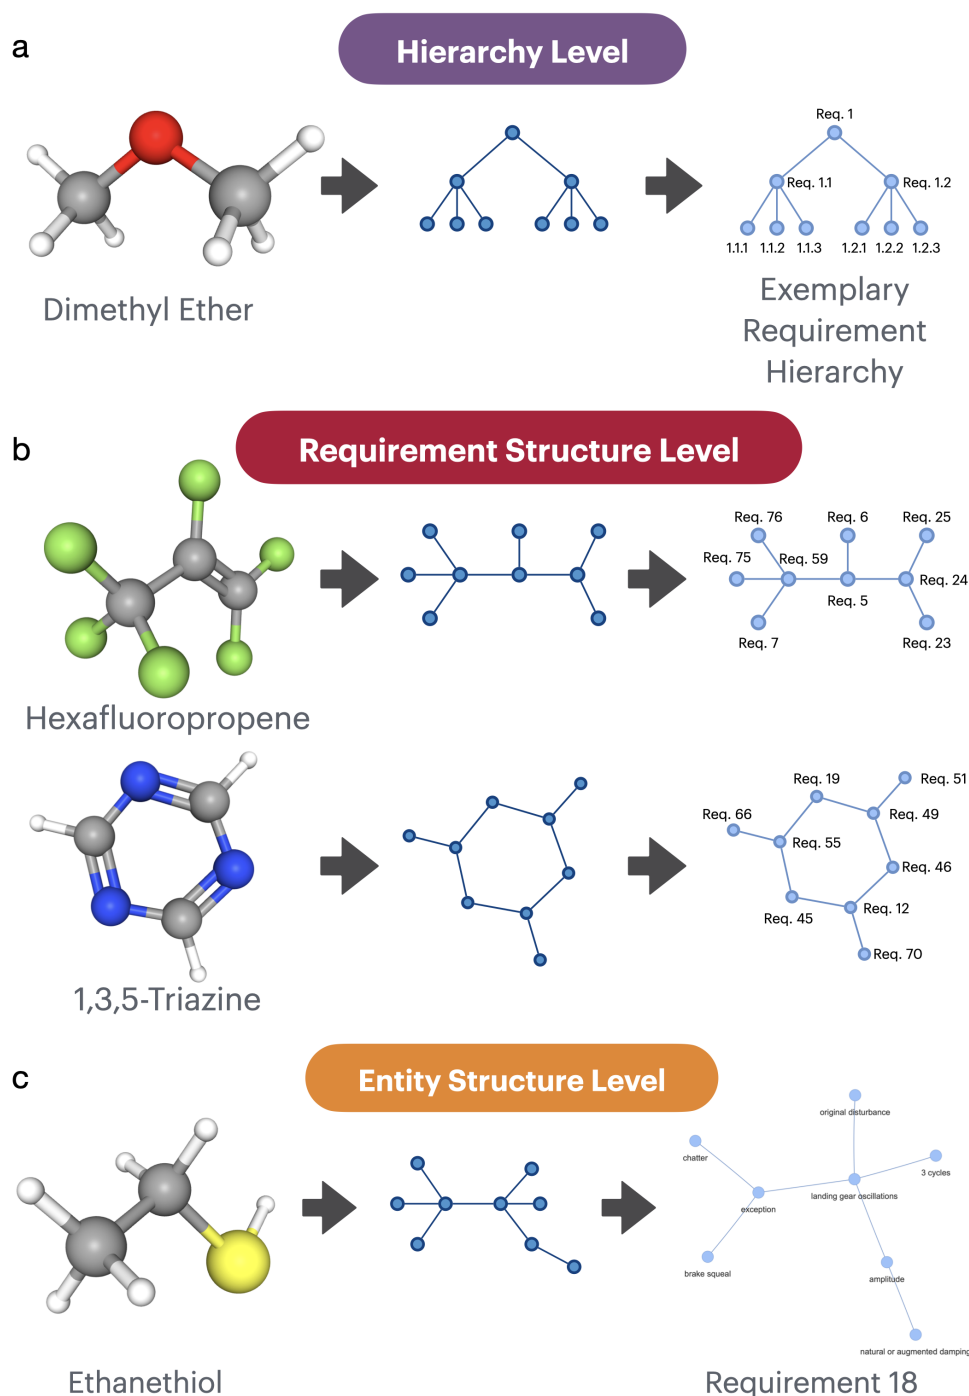 a
Hierarchy Level
Req. 1
Req. 1.1
Req. 1.2
1.1.1
1.1.2
1.1.3
1.2.1
1.2.2
1.2.3
Dimethyl Ether
Exemplary
Requirement
Hierarchy
b
Requirement Structure Level
Req. 76
Req. 6
Req. 25
Req. 75
Req. 59
Req. 24
Req. 5
Req. 7
Req. 23
Hexafluoropropene
Req. 19
Req. 51
Req. 66
Req. 49
Req. 55
Req. 46
Req. 45
Req. 12
Req. 70
1,3,5-Triazine
c
Entity Structure Level
original disturbance
chatter
3 cycles
landing gear oscillations
exception
brake squeal
amplitude
natural or augmented damping
Ethanethiol
Requirement 18